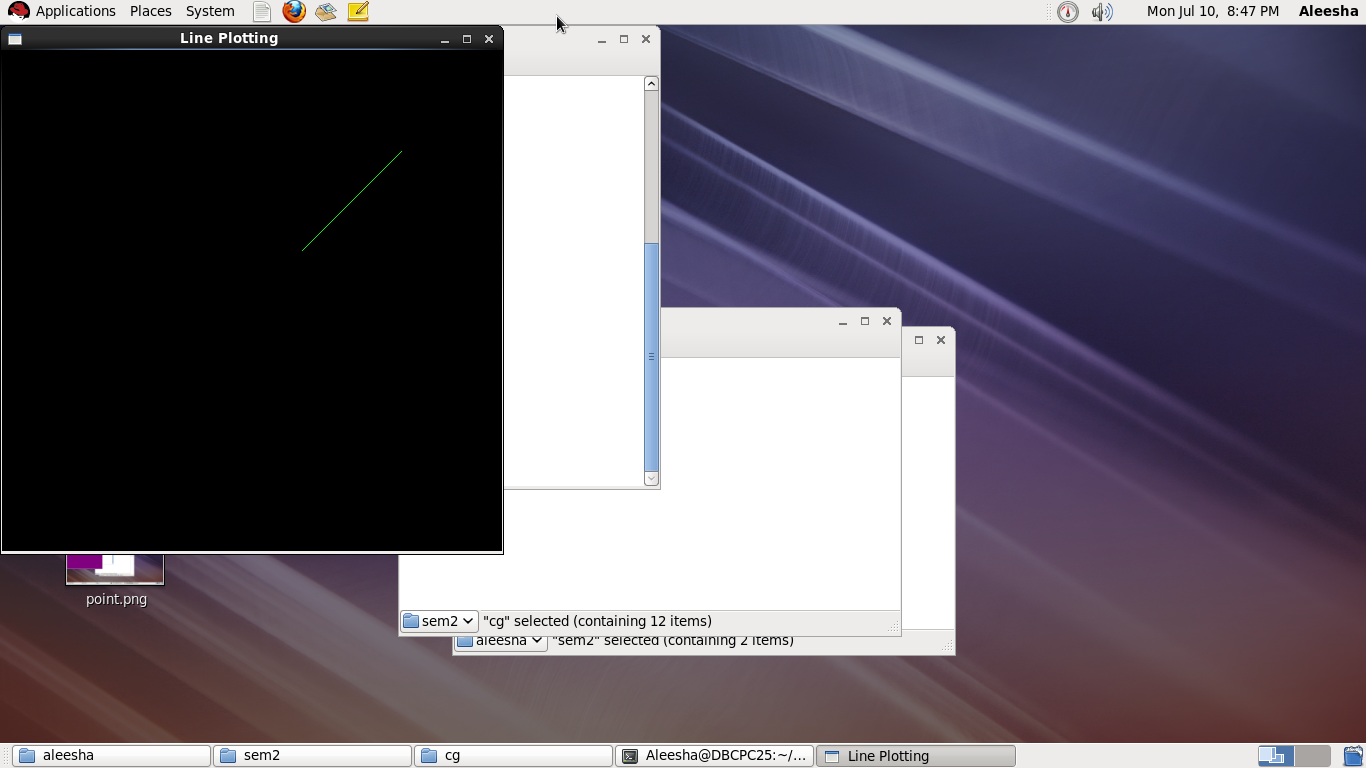 Applications Places System
Mon Jul 10, 8:47 PM Aleesha
Line Plotting
point.png
sem2 "cg" selected (containing 12 items)
aleesha "sem2" selected (containing 2 items)
aleesha sem2 cg Aleesha@DBCPC25:~/... Line Plotting